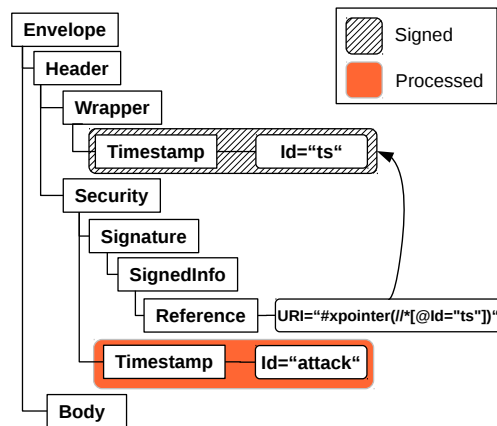 Envelope
Signed
Header
Processed
Wrapper
Timestamp Id=“ts“
Security
Signature
SignedInfo
Reference URI=“#xpointer(//*[@Id="ts"])“
Timestamp Id=“attack“
Body